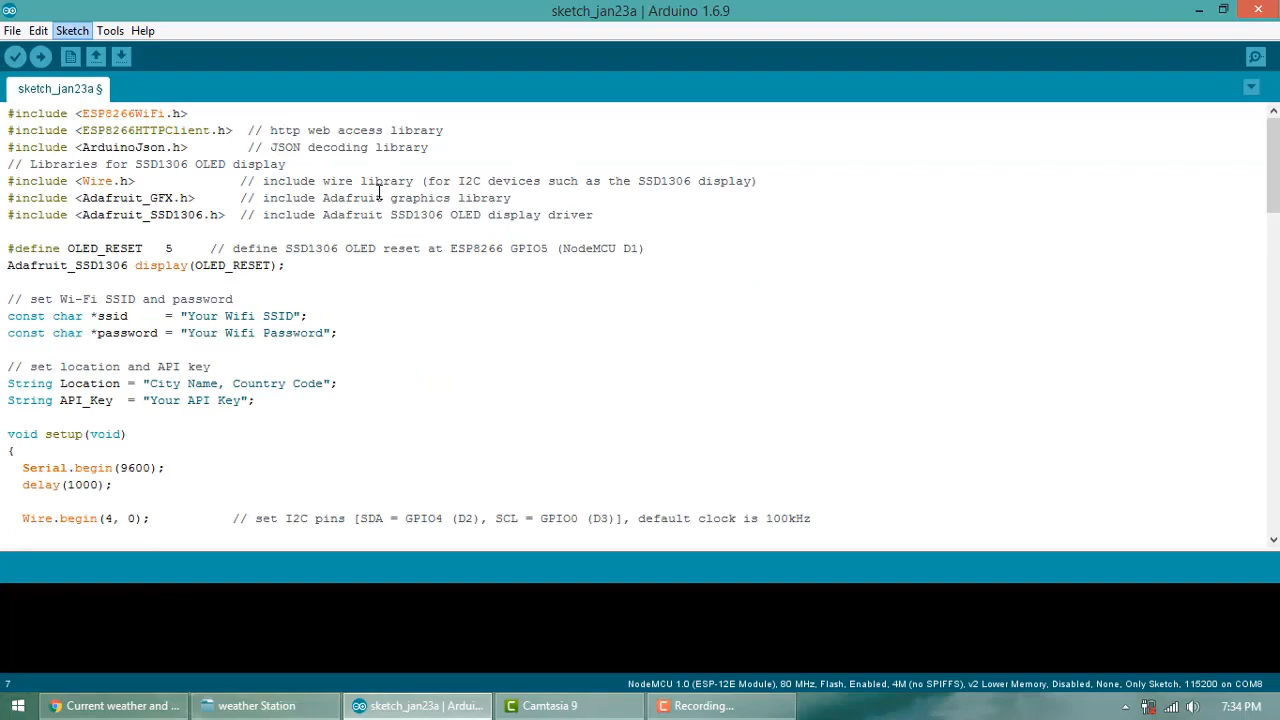 sketch_jan23a | Arduino 1.6.9
File Edit Sketch Tools Help
sketch_jan23a §
#include <ESP8266WiFi.h>
#include <ESP8266HTTPClient.h>  // http web access library
#include <ArduinoJson.h>        // JSON decoding library
// Libraries for SSD1306 OLED display
#include <Wire.h>              // include wire library (for I2C devices such as the SSD1306 display)
#include <Adafruit_GFX.h>      // include Adafruit graphics library
#include <Adafruit_SSD1306.h>  // include Adafruit SSD1306 OLED display driver
#define OLED_RESET   5     // define SSD1306 OLED reset at ESP8266 GPIO5 (NodeMCU D1)
Adafruit_SSD1306 display(OLED_RESET);
// set Wi-Fi SSID and password
const char *ssid     = "Your Wifi SSID";
const char *password = "Your Wifi Password";
// set location and API key
String Location = "City Name, Country Code";
String API_Key  = "Your API Key";
void setup(void)
{
  Serial.begin(9600);
  delay(1000);
  Wire.begin(4, 0);           // set I2C pins [SDA = GPIO4 (D2), SCL = GPIO0 (D3)], default clock is 100kHz
7
NodeMCU 1.0 (ESP-12E Module), 80 MHz, Flash, Enabled, 4M (no SPIFFS), v2 Lower Memory, Disabled, None, Only Sketch, 115200 on COM8
Current weather and ...
weather Station
sketch_jan23a | Ardui...
Camtasia 9
Recording...
7:34 PM